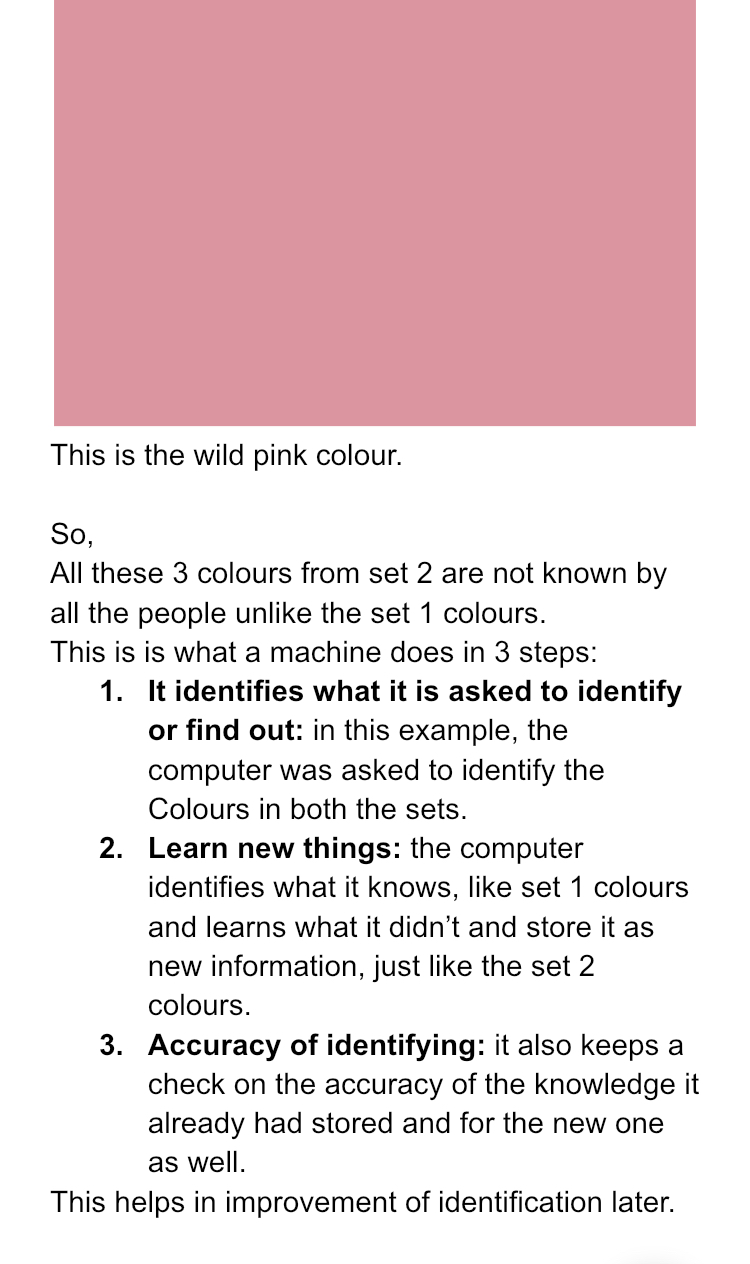 This is the wild pink colour.
So,
All these 3 colours from set 2 are not known by
all the people unlike the set 1 colours.
This is is what a machine does in 3 steps:
1. It identifies what it is asked to identify
or find out: in this example, the
computer was asked to identify the
Colours in both the sets.
2. Learn new things: the computer
identifies what it knows, like set 1 colours
and learns what it didn’t and store it as
new information, just like the set 2
colours.
3. Accuracy of identifying: it also keeps a
check on the accuracy of the knowledge it
already had stored and for the new one
as well.
This helps in improvement of identification later.